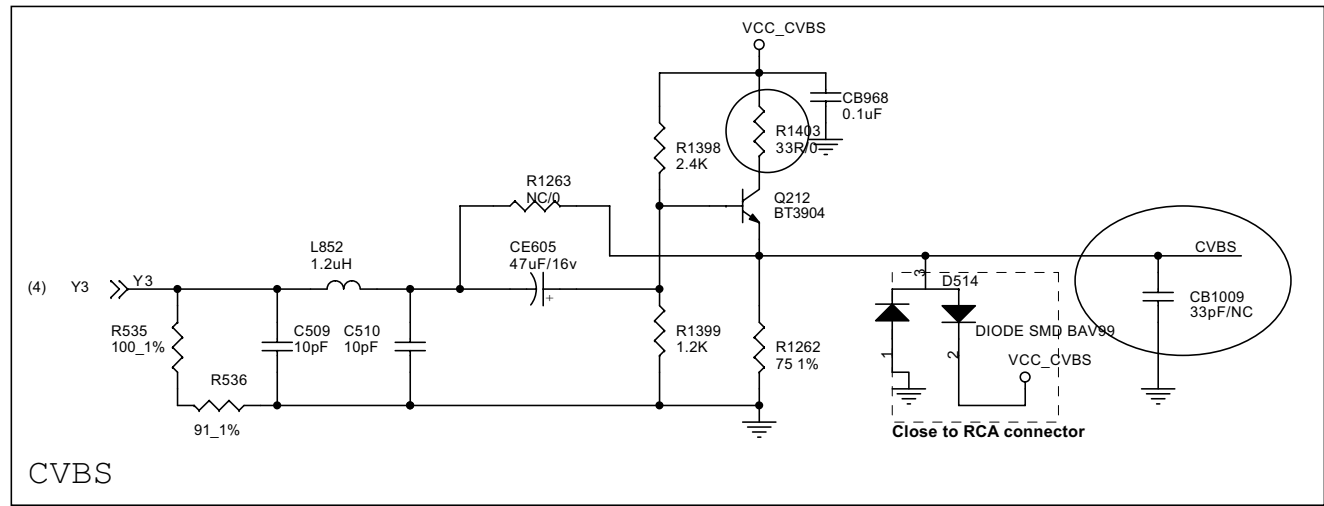 VCC_CVBS
CB968
0.1uF
R1403
33R/0
R1398
2.4K
R1263
NC/0
Q212
BT3904
L852
1.2uH
CE605
47uF/16v
+
CVBS
(4) Y3 Y3
3
D514
CB1009
33pF/NC
R535
100_1%
C509
10pF
C510
10pF
R1399
1.2K
R1262
75 1%
DIODE SMD BAV99
1
2
VCC_CVBS
R536
91_1%
Close to RCA connector
CVBS